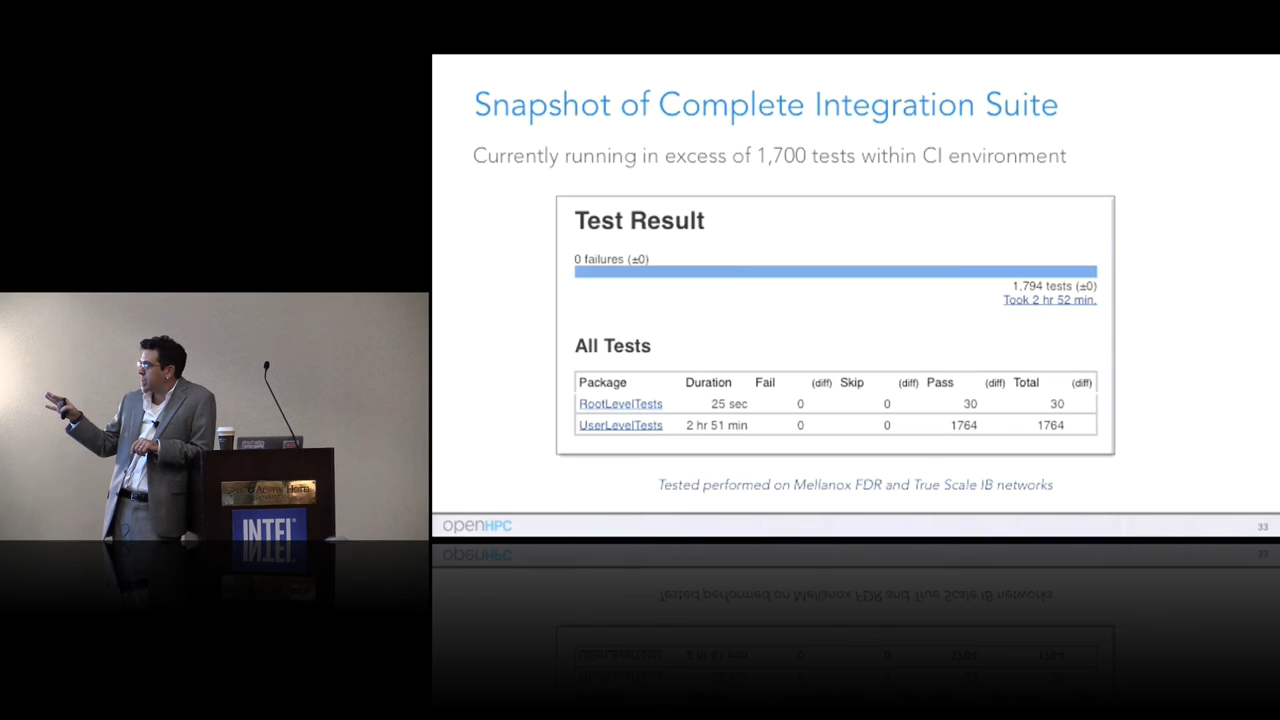 Snapshot of Complete Integration Suite
Currently running in excess of 1,700 tests within CI environment
Test Result
0 failures (±0)
1,794 tests (±0)
Took 2 hr 52 min.
All Tests
Package Duration Fail (diff) Skip (diff) Pass (diff) Total (diff)
RootLevelTests 25 sec 0 0 30 30
UserLevelTests 2 hr 51 min 0 0 1764 1764
Tested performed on Mellanox FDR and True Scale IB networks
openHPC 33
Austin Hotel
INTEL